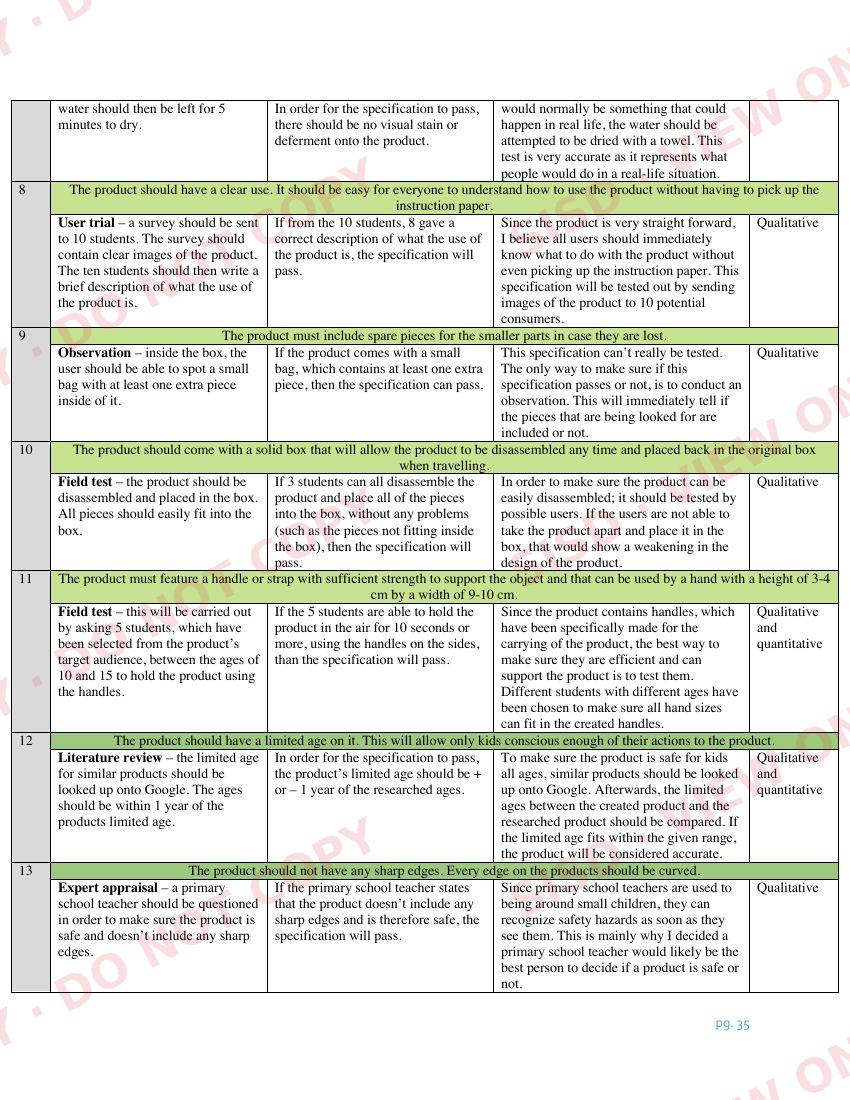 water should then be left for 5
minutes to dry.
In order for the specification to pass,
there should be no visual stain or
deferment onto the product.
would normally be something that could
happen in real life, the water should be
attempted to be dried with a towel. This
test is very accurate as it represents what
people would do in a real-life situation.
8
The product should have a clear use. It should be easy for everyone to understand how to use the product without having to pick up the
instruction paper.
User trial – a survey should be sent
to 10 students. The survey should
contain clear images of the product.
The ten students should then write a
brief description of what the use of
the product is.
If from the 10 students, 8 gave a
correct description of what the use of
the product is, the specification will
pass.
Since the product is very straight forward,
I believe all users should immediately
know what to do with the product without
even picking up the instruction paper. This
specification will be tested out by sending
images of the product to 10 potential
consumers.
Qualitative
9
The product must include spare pieces for the smaller parts in case they are lost.
Observation – inside the box, the
user should be able to spot a small
bag with at least one extra piece
inside of it.
If the product comes with a small
bag, which contains at least one extra
piece, then the specification can pass.
This specification can't really be tested.
The only way to make sure if this
specification passes or not, is to conduct an
observation. This will immediately tell if
the pieces that are being looked for are
included or not.
Qualitative
10
The product should come with a solid box that will allow the product to be disassembled any time and placed back in the original box
when travelling.
Field test – the product should be
disassembled and placed in the box.
All pieces should easily fit into the
box.
If 3 students can all disassemble the
product and place all of the pieces
into the box, without any problems
(such as the pieces not fitting inside
the box), then the specification will
pass.
In order to make sure the product can be
easily disassembled; it should be tested by
possible users. If the users are not able to
take the product apart and place it in the
box, that would show a weakening in the
design of the product.
Qualitative
11
The product must feature a handle or strap with sufficient strength to support the object and that can be used by a hand with a height of 3-4
cm by a width of 9-10 cm.
Field test – this will be carried out
by asking 5 students, which have
been selected from the product's
target audience, between the ages of
10 and 15 to hold the product using
the handles.
If the 5 students are able to hold the
product in the air for 10 seconds or
more, using the handles on the sides,
than the specification will pass.
Since the product contains handles, which
have been specifically made for the
carrying of the product, the best way to
make sure they are efficient and can
support the product is to test them.
Different students with different ages have
been chosen to make sure all hand sizes
can fit in the created handles.
Qualitative
and
quantitative
12
The product should have a limited age on it. This will allow only kids conscious enough of their actions to the product.
Literature review – the limited age
for similar products should be
looked up onto Google. The ages
should be within 1 year of the
products limited age.
In order for the specification to pass,
the product's limited age should be +
or – 1 year of the researched ages.
To make sure the product is safe for kids
all ages, similar products should be looked
up onto Google. Afterwards, the limited
ages between the created product and the
researched product should be compared. If
the limited age fits within the given range,
the product will be considered accurate.
Qualitative
and
quantitative
13
The product should not have any sharp edges. Every edge on the products should be curved.
Expert appraisal – a primary
school teacher should be questioned
in order to make sure the product is
safe and doesn't include any sharp
edges.
If the primary school teacher states
that the product doesn't include any
sharp edges and is therefore safe, the
specification will pass.
Since primary school teachers are used to
being around small children, they can
recognize safety hazards as soon as they
see them. This is mainly why I decided a
primary school teacher would likely be the
best person to decide if a product is safe or
not.
Qualitative
pg. 35